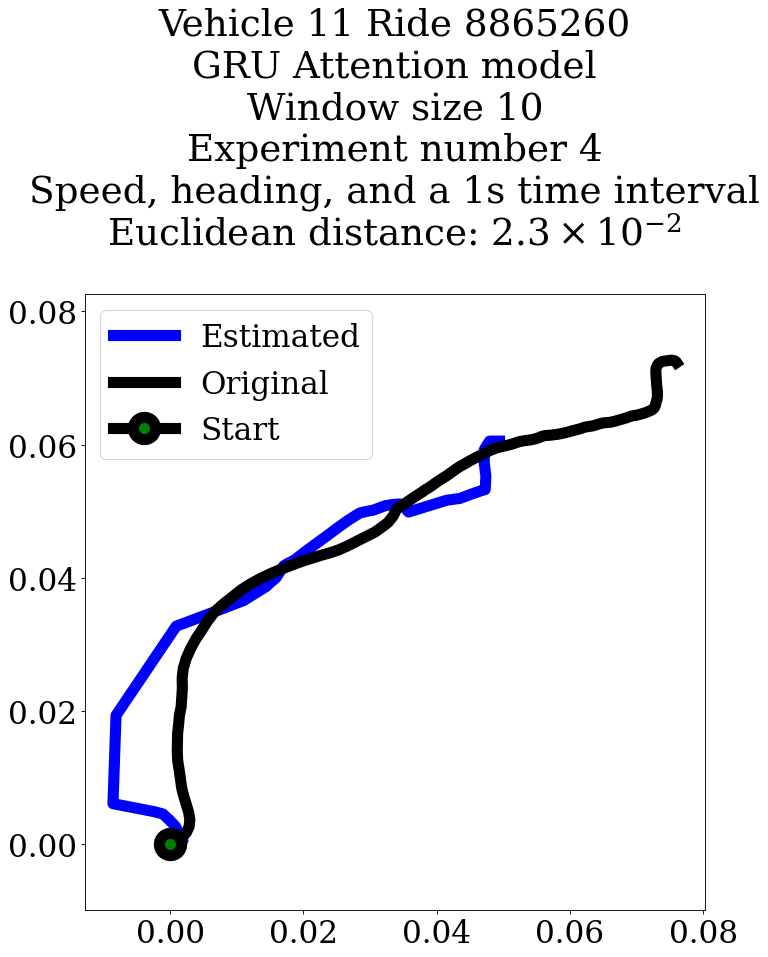 Vehicle 11 Ride 8865260
GRU Attention model
Window size 10
Experiment number 4
Speed, heading, and a 1s time interval
Euclidean distance: 2.3 × 10⁻²
0.08
Estimated
Original
Start
0.06
0.04
0.02
0.00
0.00 0.02 0.04 0.06 0.08